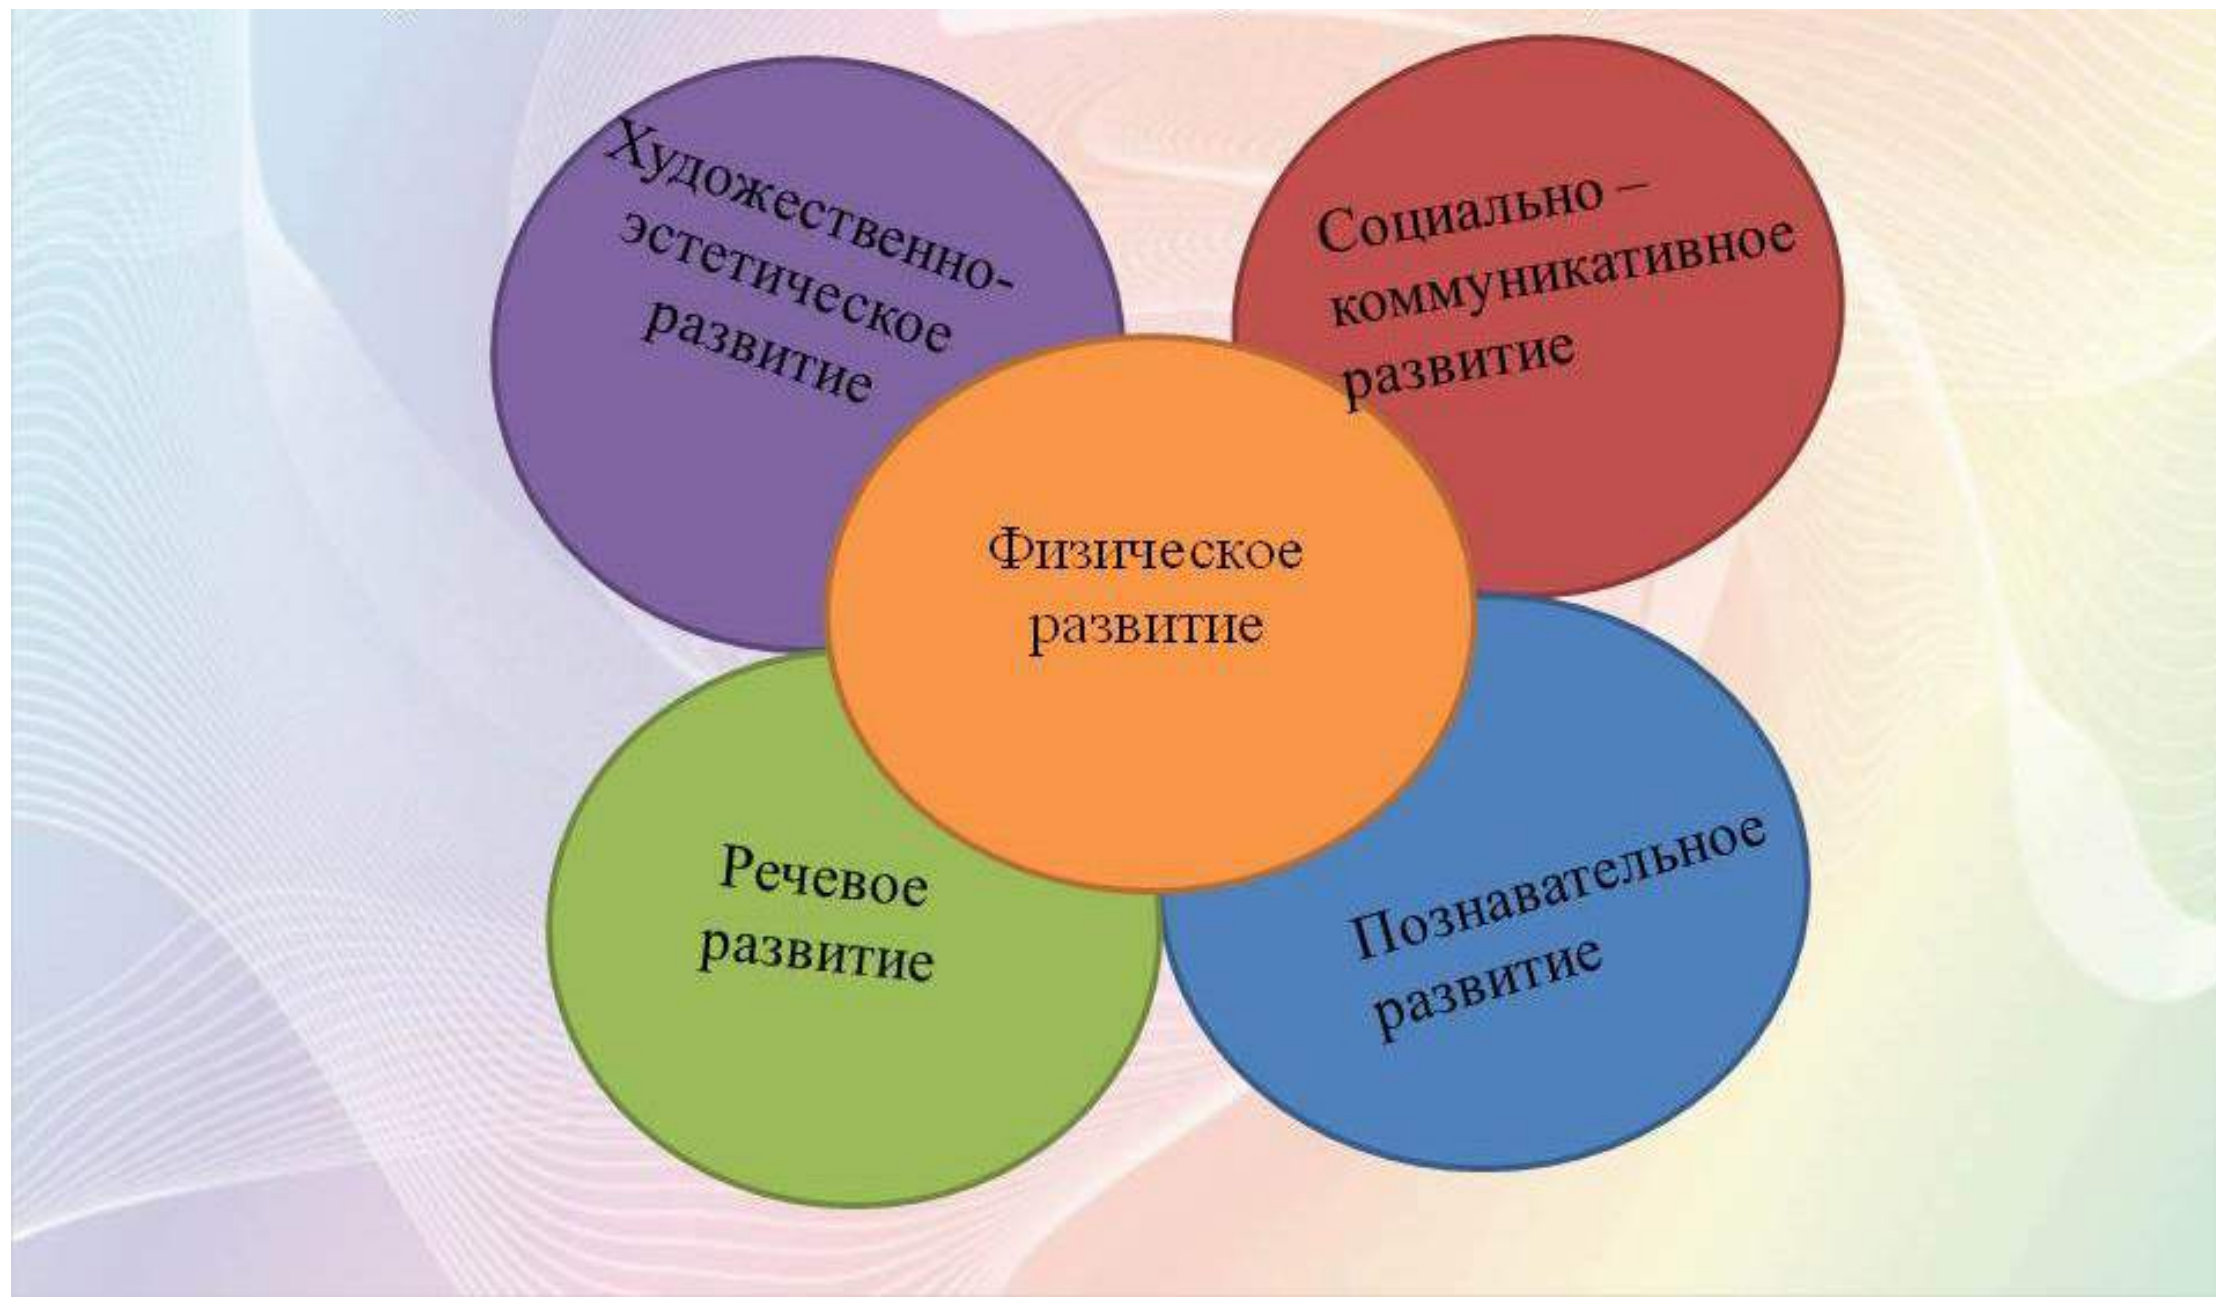 Художественно-
эстетическое
развитие
Социально –
коммуникативное
развитие
Физическое
развитие
Речевое
развитие
Познавательное
развитие